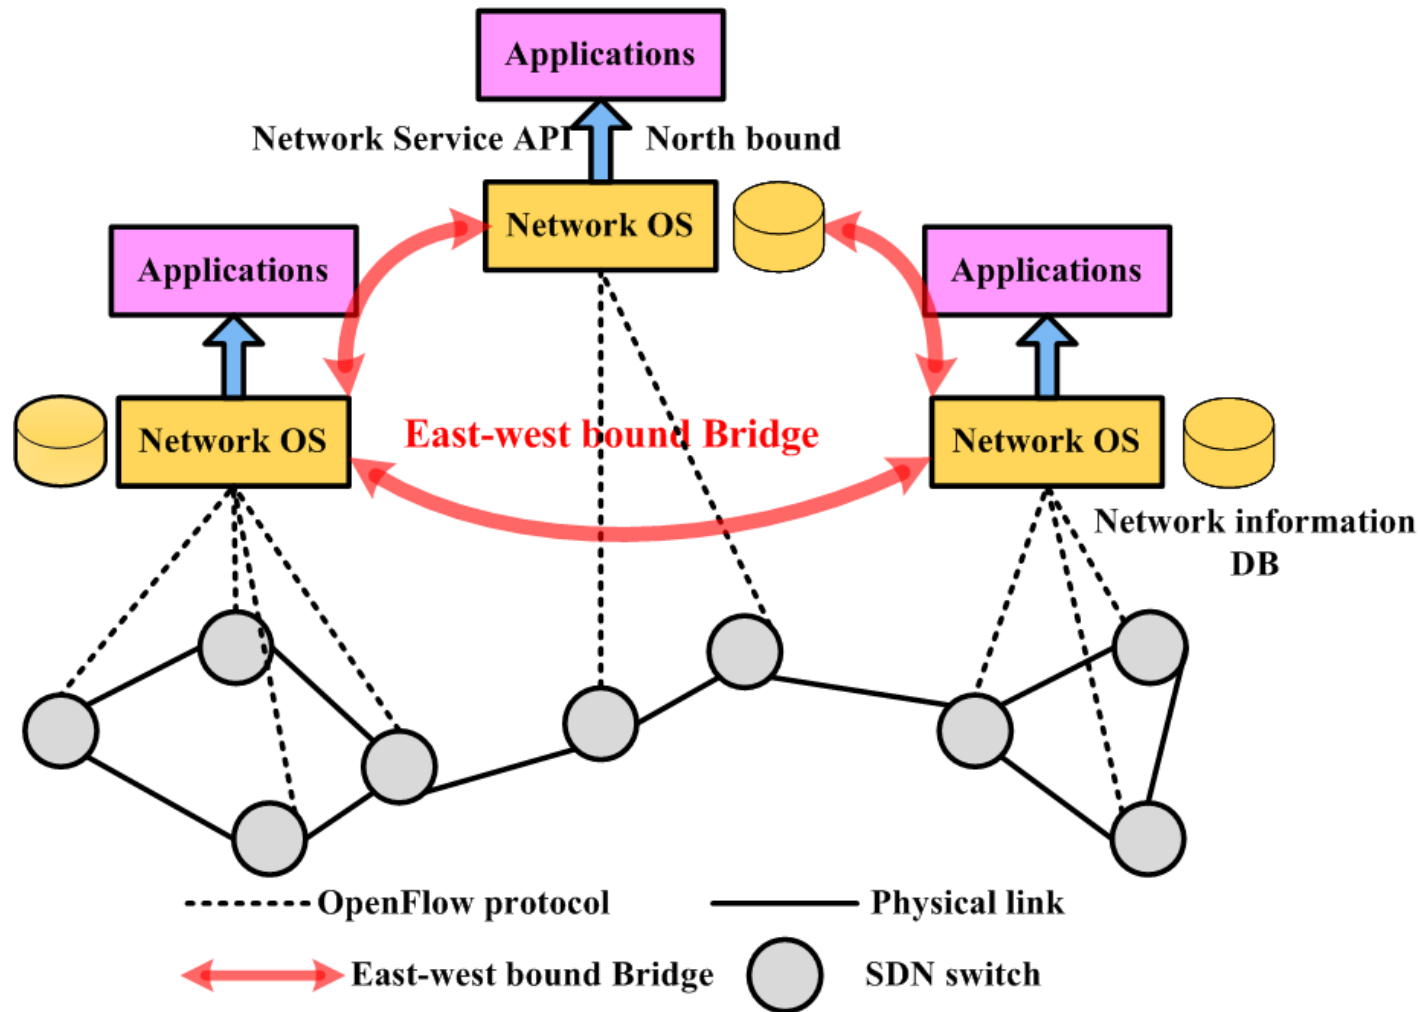 Applications
Network Service API
North bound
Network OS
Applications
Applications
Network OS
East-west bound Bridge
Network OS
Network information
DB
OpenFlow protocol
Physical link
East-west bound Bridge
SDN switch